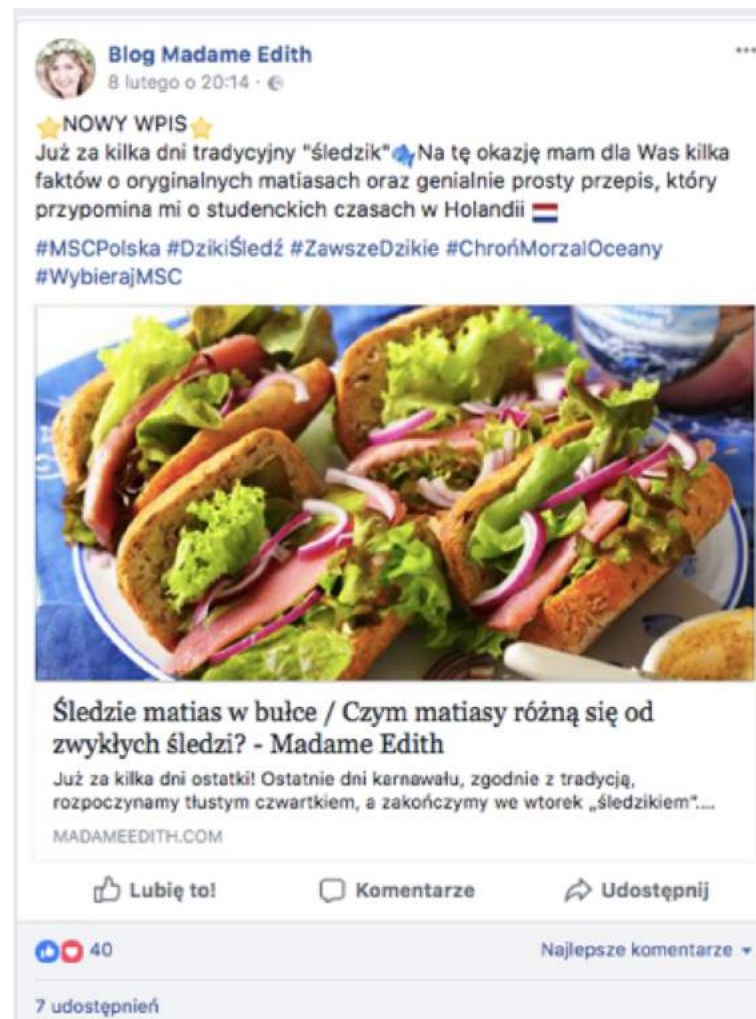 Blog Madame Edith
8 lutego o 20:14 ·
NOWY WPIS
Już za kilka dni tradycyjny "śledzik" Na tę okazję mam dla Was kilka
faktów o oryginalnych matiasach oraz genialnie prosty przepis, który
przypomina mi o studenckich czasach w Holandii
#MSCPolska #DzikiŚledź #ZawszeDzikie #ChrońMorzaIOceany
#WybierajMSC
Śledzie matias w bułce / Czym matiasy różną się od
zwykłych śledzi? - Madame Edith
Już za kilka dni ostatki! Ostatnie dni karnawału, zgodnie z tradycją,
rozpoczynamy tłustym czwartkiem, a zakończymy we wtorek „śledzikiem"....
MADAMEEDITH.COM
Lubię to! Komentarze Udostępnij
40 Najlepsze komentarze
7 udostępnień